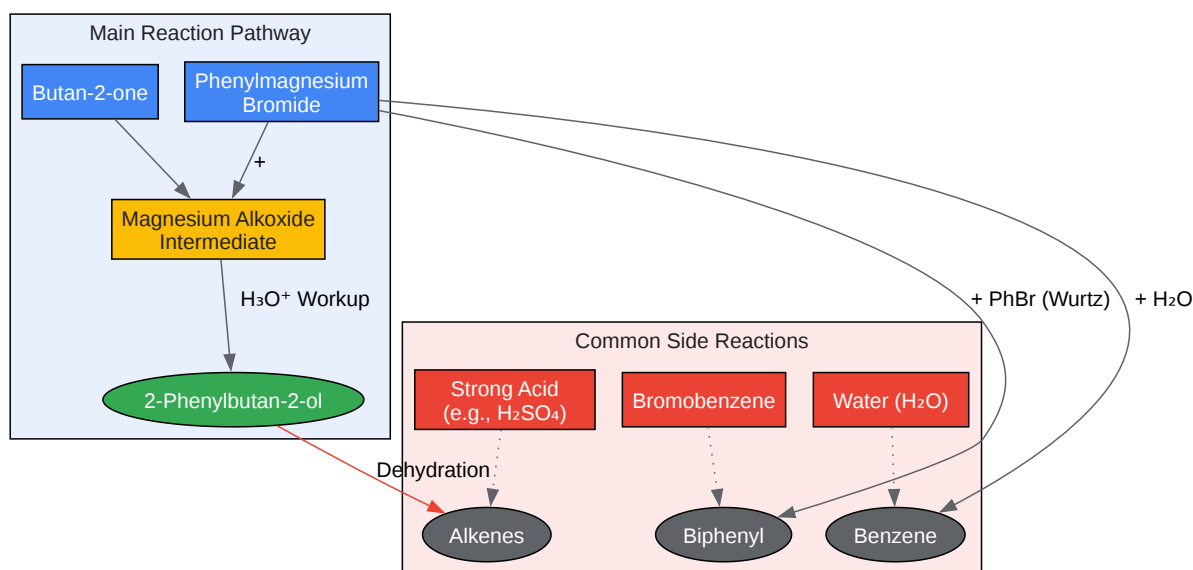 Main Reaction Pathway
Butan-2-one
Phenylmagnesium
Bromide
+
Magnesium Alkoxide
Intermediate
H₃O⁺ Workup
+ PhBr (Wurtz)
+ H₂O
Common Side Reactions
2-Phenylbutan-2-ol
Strong Acid
(e.g., H₂SO₄)
Bromobenzene
Water (H₂O)
Dehydration
Alkenes
Biphenyl
Benzene